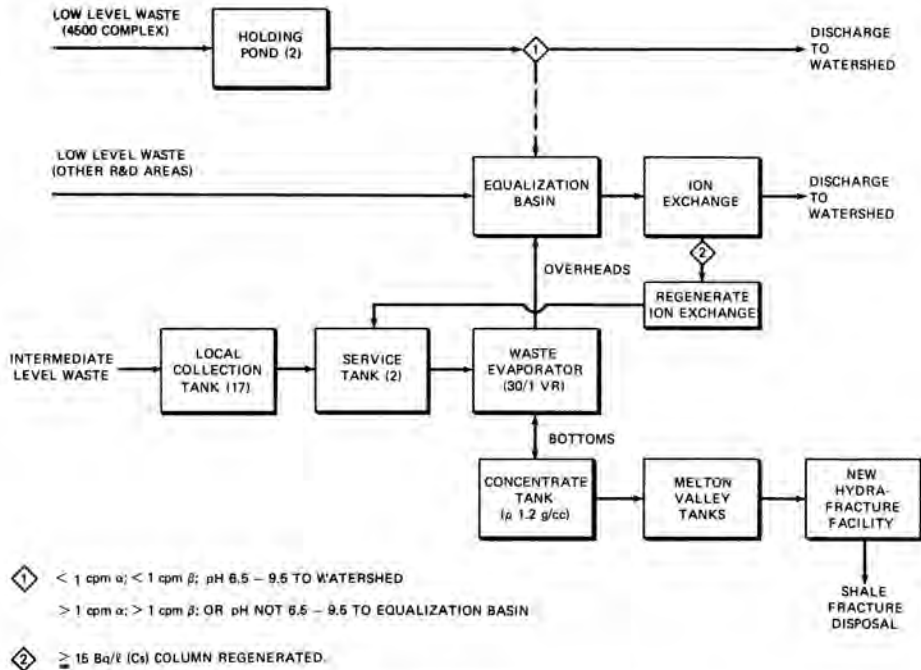 LOW LEVEL WASTE
(4500 COMPLEX)
HOLDING
POND (2)
1
DISCHARGE
TO
WATERSHED
LOW LEVEL WASTE
(OTHER R&D AREAS)
EQUALIZATION
BASIN
ION
EXCHANGE
DISCHARGE
TO
WATERSHED
2
OVERHEADS
REGENERATE
ION EXCHANGE
INTERMEDIATE
LEVEL WASTE
LOCAL
COLLECTION
TANK (17)
SERVICE
TANK (2)
WASTE
EVAPORATOR
(30/1 VR)
BOTTOMS
CONCENTRATE
TANK
(ρ 1.2 g/cc)
MELTON
VALLEY
TANKS
NEW
HYDRA-
FRACTURE
FACILITY
SHALE
FRACTURE
DISPOSAL
1 < 1 cpm α; < 1 cpm β; pH 6.5 – 9.5 TO WATERSHED
> 1 cpm α; > 1 cpm β; OR pH NOT 6.5 – 9.5 TO EQUALIZATION BASIN
2 ≥ 15 Bq/ℓ (Cs) COLUMN REGENERATED.